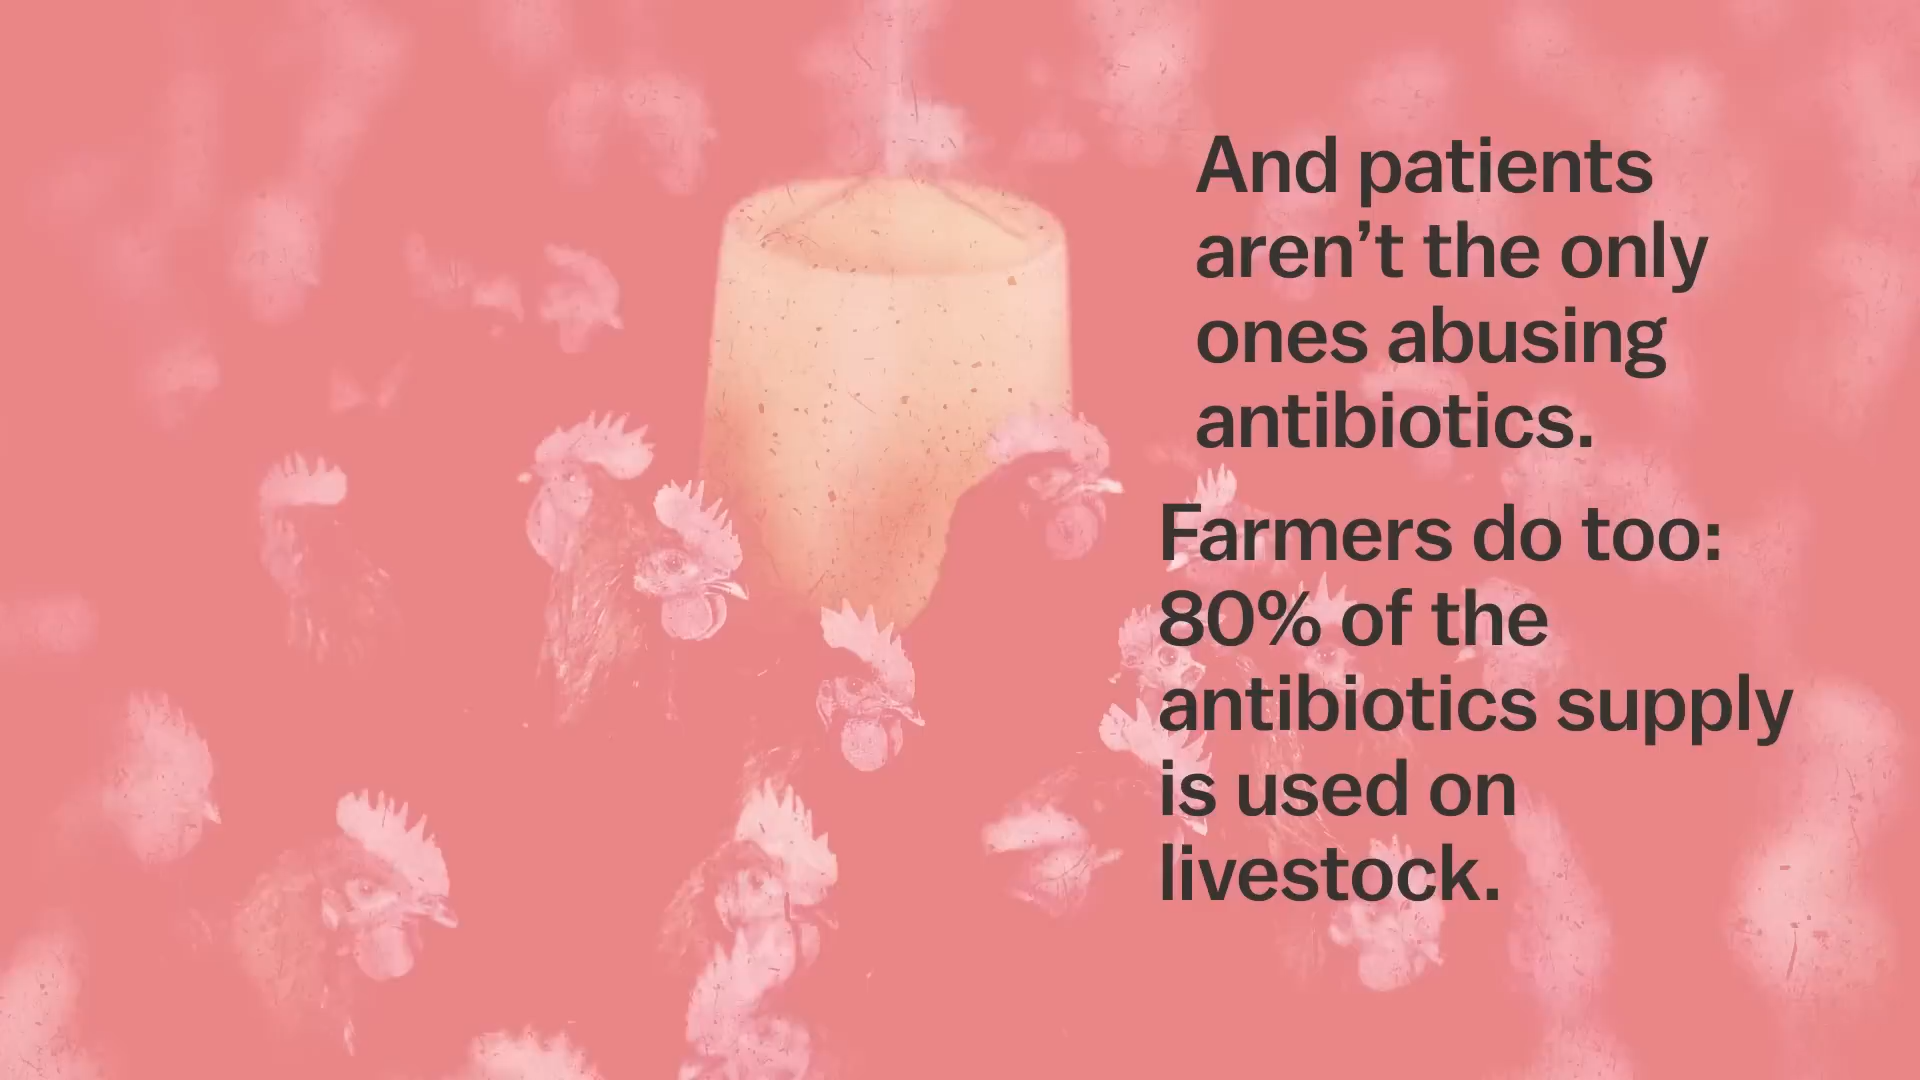 And patients
aren’t the only
ones abusing
antibiotics.
Farmers do too:
80% of the
antibiotics supply
is used on
livestock.